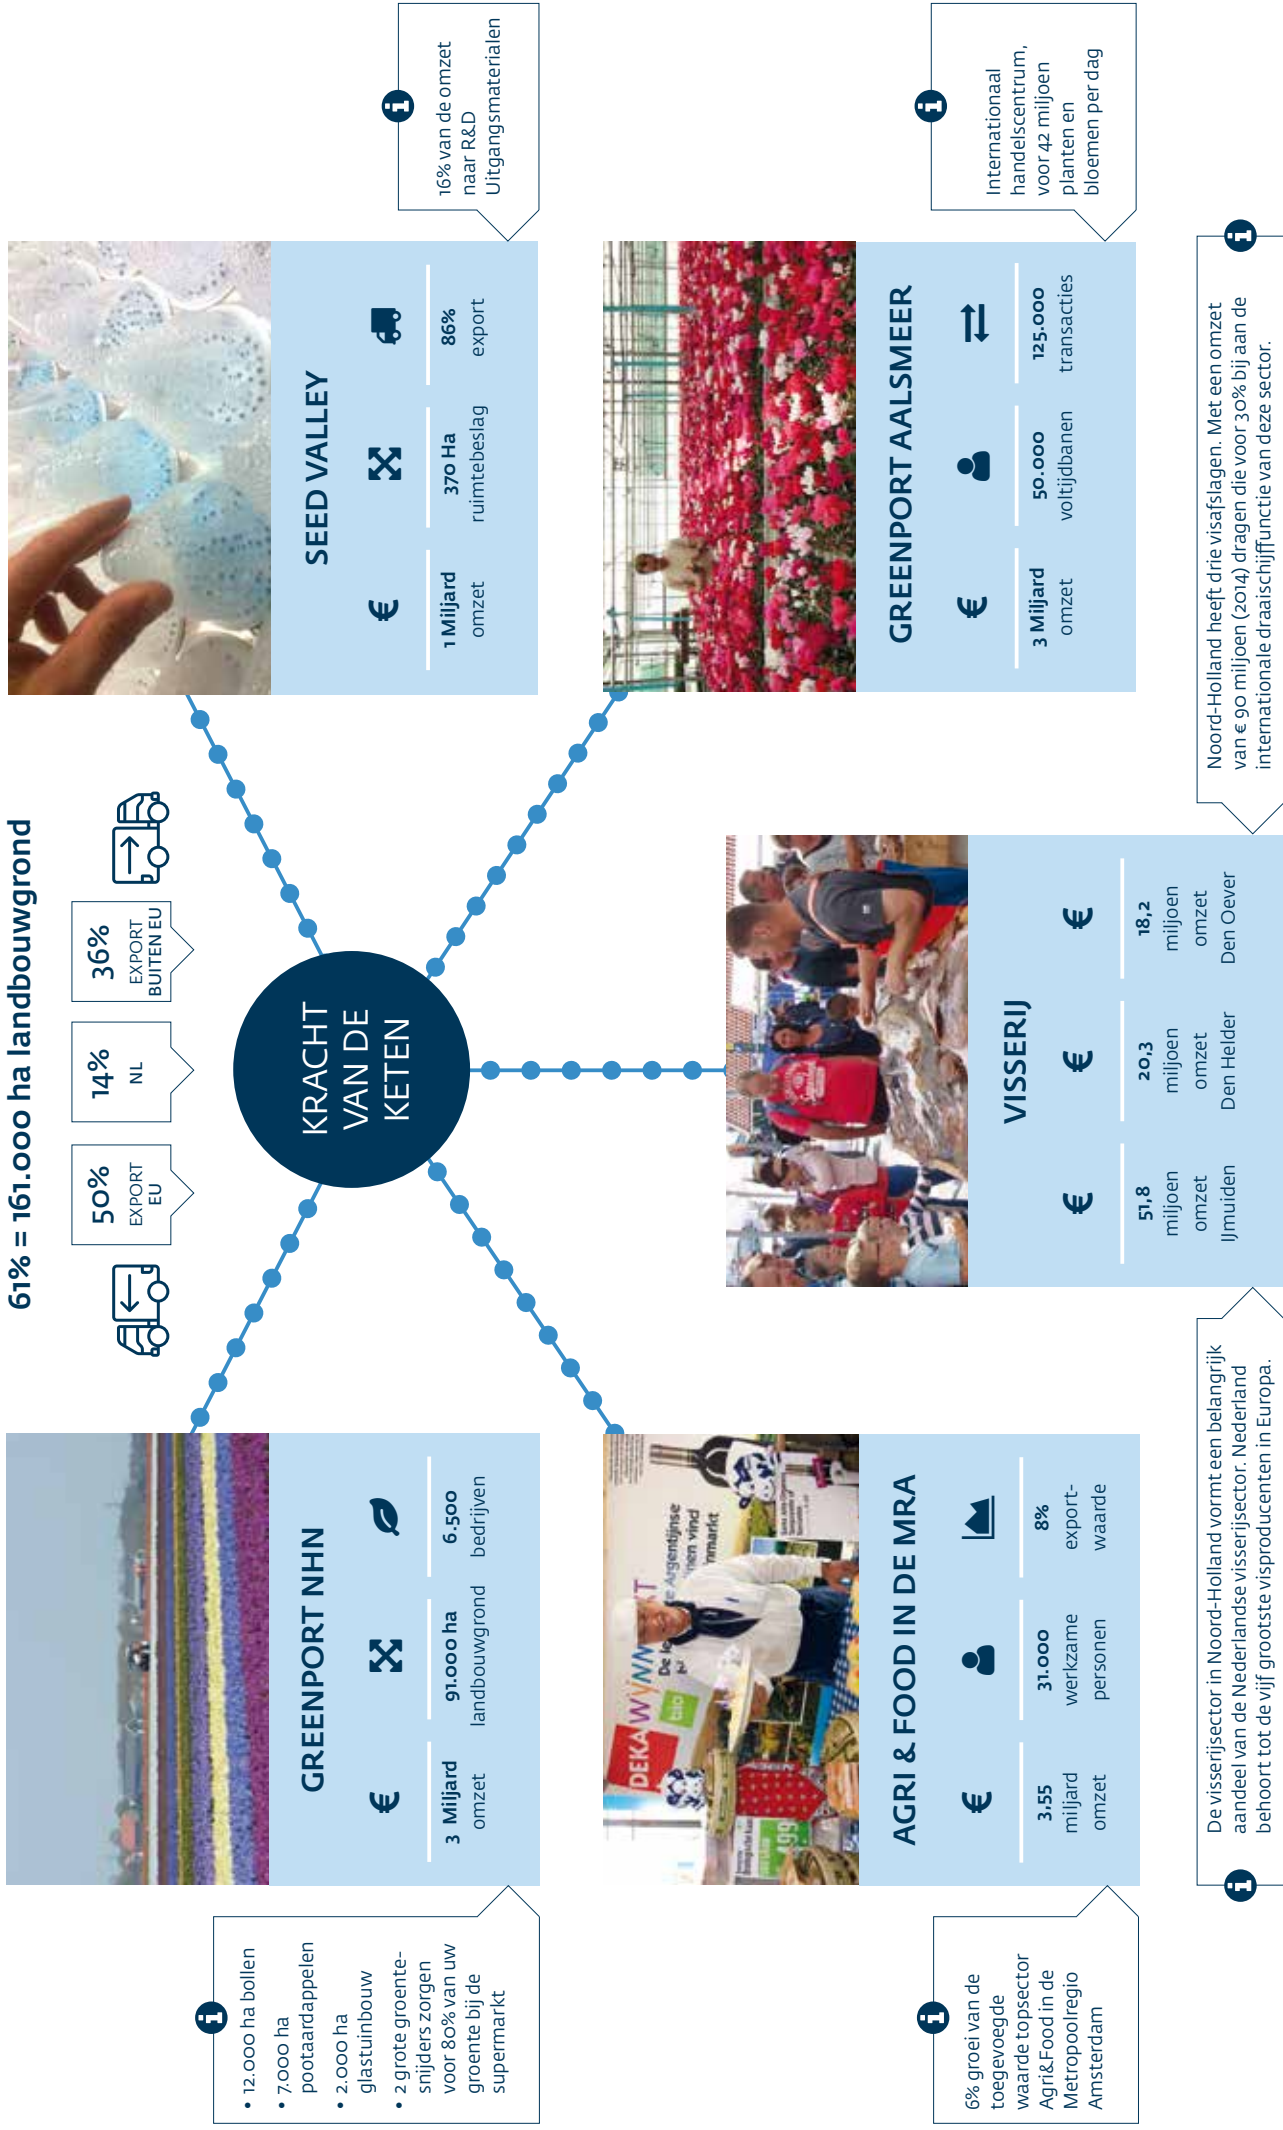 61% = 161.000 ha landbouwgrond
50%
EXPORT
EU
14%
NL
36%
EXPORT
BUITEN EU
KRACHT
VAN DE
KETEN
GREENPORT NHN
3 Miljard
omzet
91.000 ha
landbouwgrond
6.500
bedrijven
• 12.000 ha bollen
• 7.000 ha
pootaardappelen
• 2.000 ha
glastuinbouw
• 2 grote groente-
snijders zorgen
voor 80% van uw
groente bij de
supermarkt
SEED VALLEY
1 Miljard
omzet
370 Ha
ruimtebeslag
86%
export
16% van de omzet
naar R&D
Uitgangsmaterialen
DEKA
WIJNN
bio
Argentijnse
nen vind
nmarkt
499
AGRI & FOOD IN DE MRA
3,55
miljard
omzet
31.000
werkzame
personen
8%
export-
waarde
6% groei van de
toegevoegde
waarde topsector
Agri&Food in de
Metropoolregio
Amsterdam
VISSERIJ
51,8
miljoen
omzet
IJmuiden
20,3
miljoen
omzet
Den Helder
18,2
miljoen
omzet
Den Oever
De visserijsector in Noord-Holland vormt een belangrijk
aandeel van de Nederlandse visserijsector. Nederland
behoort tot de vijf grootste visproducenten in Europa.
Noord-Holland heeft drie visafslagen. Met een omzet
van € 90 miljoen (2014) dragen die voor 30% bij aan de
internationale draaischijffunctie van deze sector.
GREENPORT AALSMEER
3 Miljard
omzet
50.000
voltijdbanen
125.000
transacties
Internationaal
handelscentrum,
voor 42 miljoen
planten en
bloemen per dag